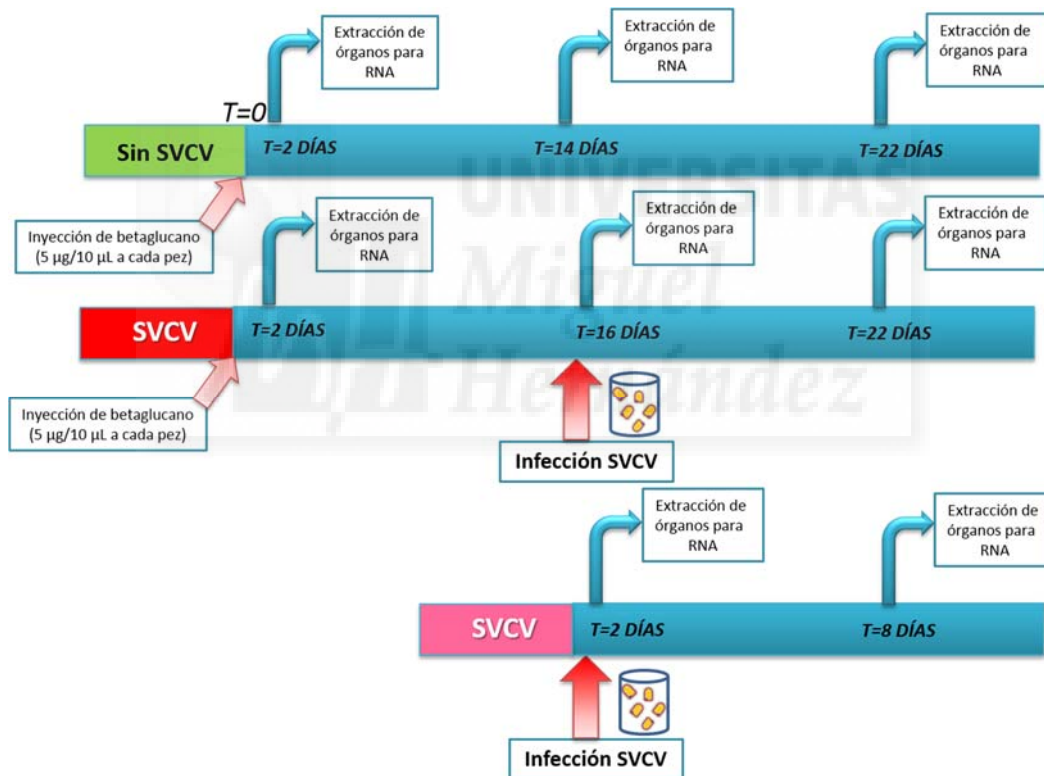 Extracción de
órganos para
RNA
Extracción de
órganos para
RNA
Extracción de
órganos para
RNA
T=0
Sin SVCV
T=2 DÍAS
T=14 DÍAS
T=22 DÍAS
UNIVERSITAS
Miguel
Hernández
Inyección de betaglucano
(5 µg/10 µL a cada pez)
Extracción de
órganos para
RNA
Extracción de
órganos para
RNA
Extracción de
órganos para
RNA
SVCV
T=2 DÍAS
T=16 DÍAS
T=22 DÍAS
Inyección de betaglucano
(5 µg/10 µL a cada pez)
Infección SVCV
Extracción de
órganos para
RNA
Extracción de
órganos para
RNA
SVCV
T=2 DÍAS
T=8 DÍAS
Infección SVCV